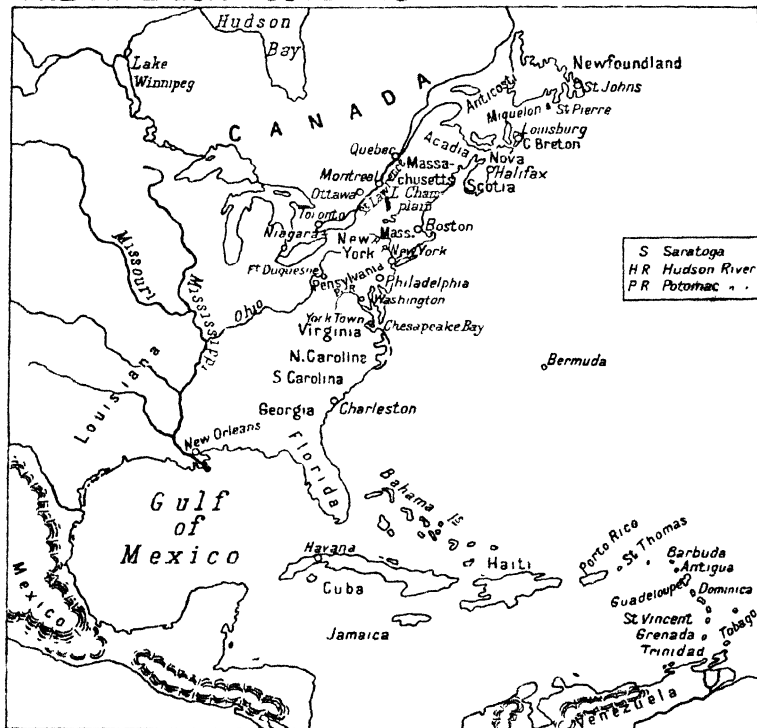 Hudson
Bay
Lake
Winnipeg
CANADA
Newfoundland
St Johns
Anticosti
Miquelon
St Pierre
Louisburg
C Breton
Acadia
Nova
Scotia
Halifax
Quebec
Massa-
chusetts
Montreal
Ottawa
St Lawrence
L Cham-
plain
Toronto
Niagara
Mass.
Boston
New
York
New York
Ft Duquesne
Pensylvania
Philadelphia
P R
Washington
York Town
Virginia
Chesapeake Bay
S Saratoga
H R Hudson River
P R Potomac " "
Missouri
Mississippi
Ohio
N. Carolina
S Carolina
Georgia
Charleston
Bermuda
Louisiana
New Orleans
Florida
Gulf
of
Mexico
Bahama Is
Mexico
Havana
Cuba
Haiti
Jamaica
Porto Rico
St Thomas
Barbuda
Antigua
Guadeloupe
Dominica
St Vincent
Grenada
Trinidad
Tobago
Venezuela